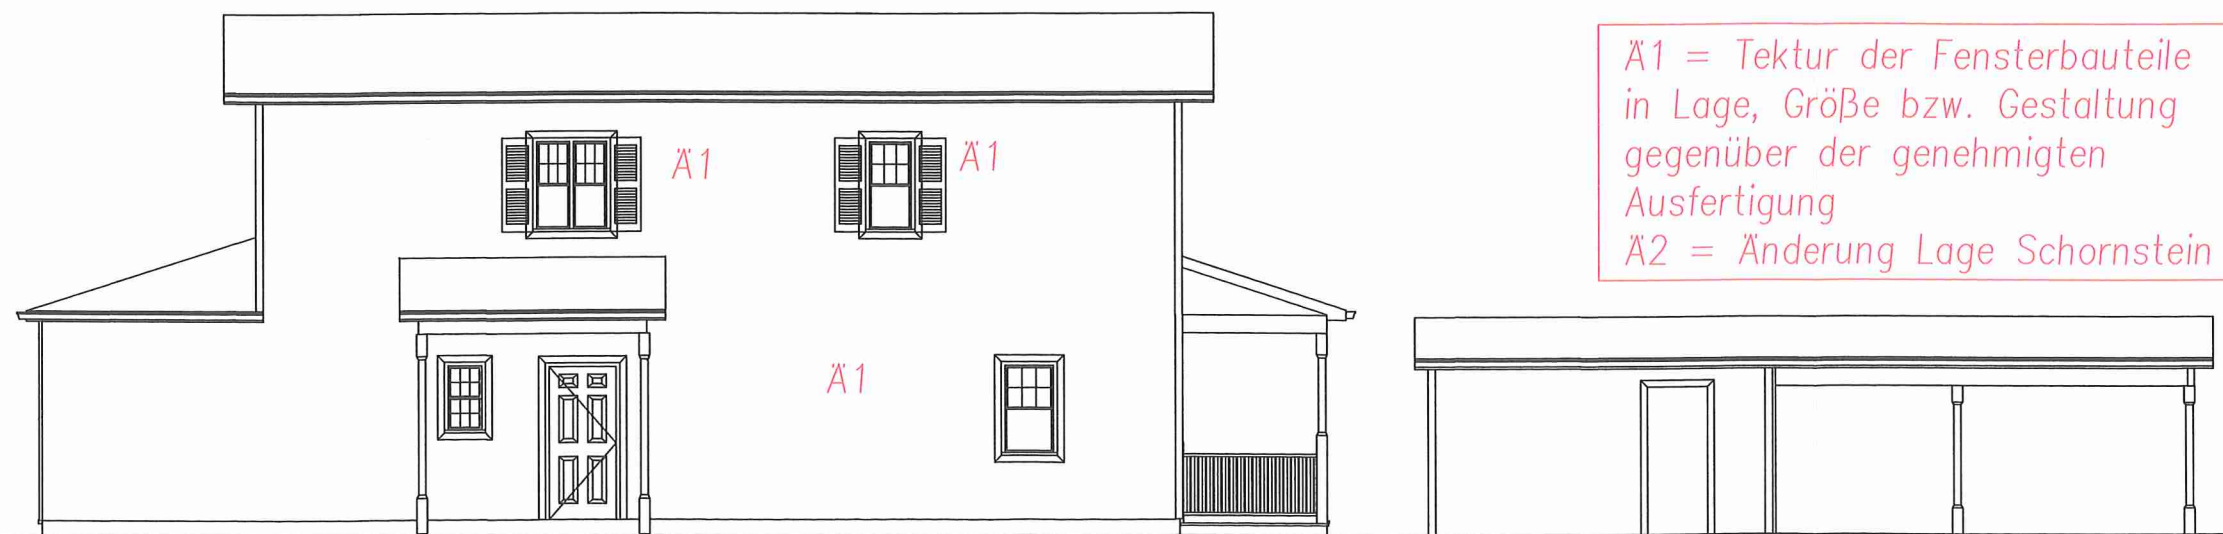 Ä1 = Tektur der Fensterbauteile
in Lage, Größe bzw. Gestaltung
gegenüber der genehmigten
Ausfertigung
Ä2 = Änderung Lage Schornstein
Ä1
Ä1
Ä1